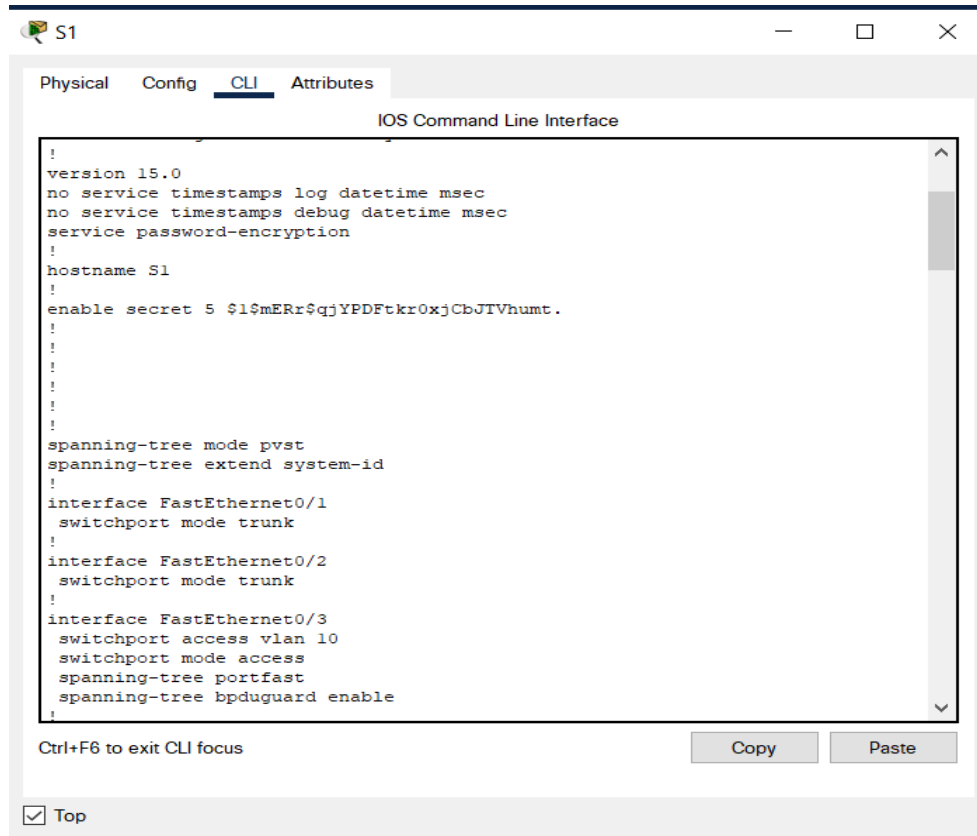 S1
Physical Config CLI Attributes
IOS Command Line Interface
!
version 15.0
no service timestamps log datetime msec
no service timestamps debug datetime msec
service password-encryption
!
hostname S1
!
enable secret 5 $1$mERr$qjYPDFtkr0xjCbJTVhumt.
!
!
!
!
!
!
spanning-tree mode pvst
spanning-tree extend system-id
!
interface FastEthernet0/1
 switchport mode trunk
!
interface FastEthernet0/2
 switchport mode trunk
!
interface FastEthernet0/3
 switchport access vlan 10
 switchport mode access
 spanning-tree portfast
 spanning-tree bpduguard enable
!
Ctrl+F6 to exit CLI focus
Copy Paste
Top